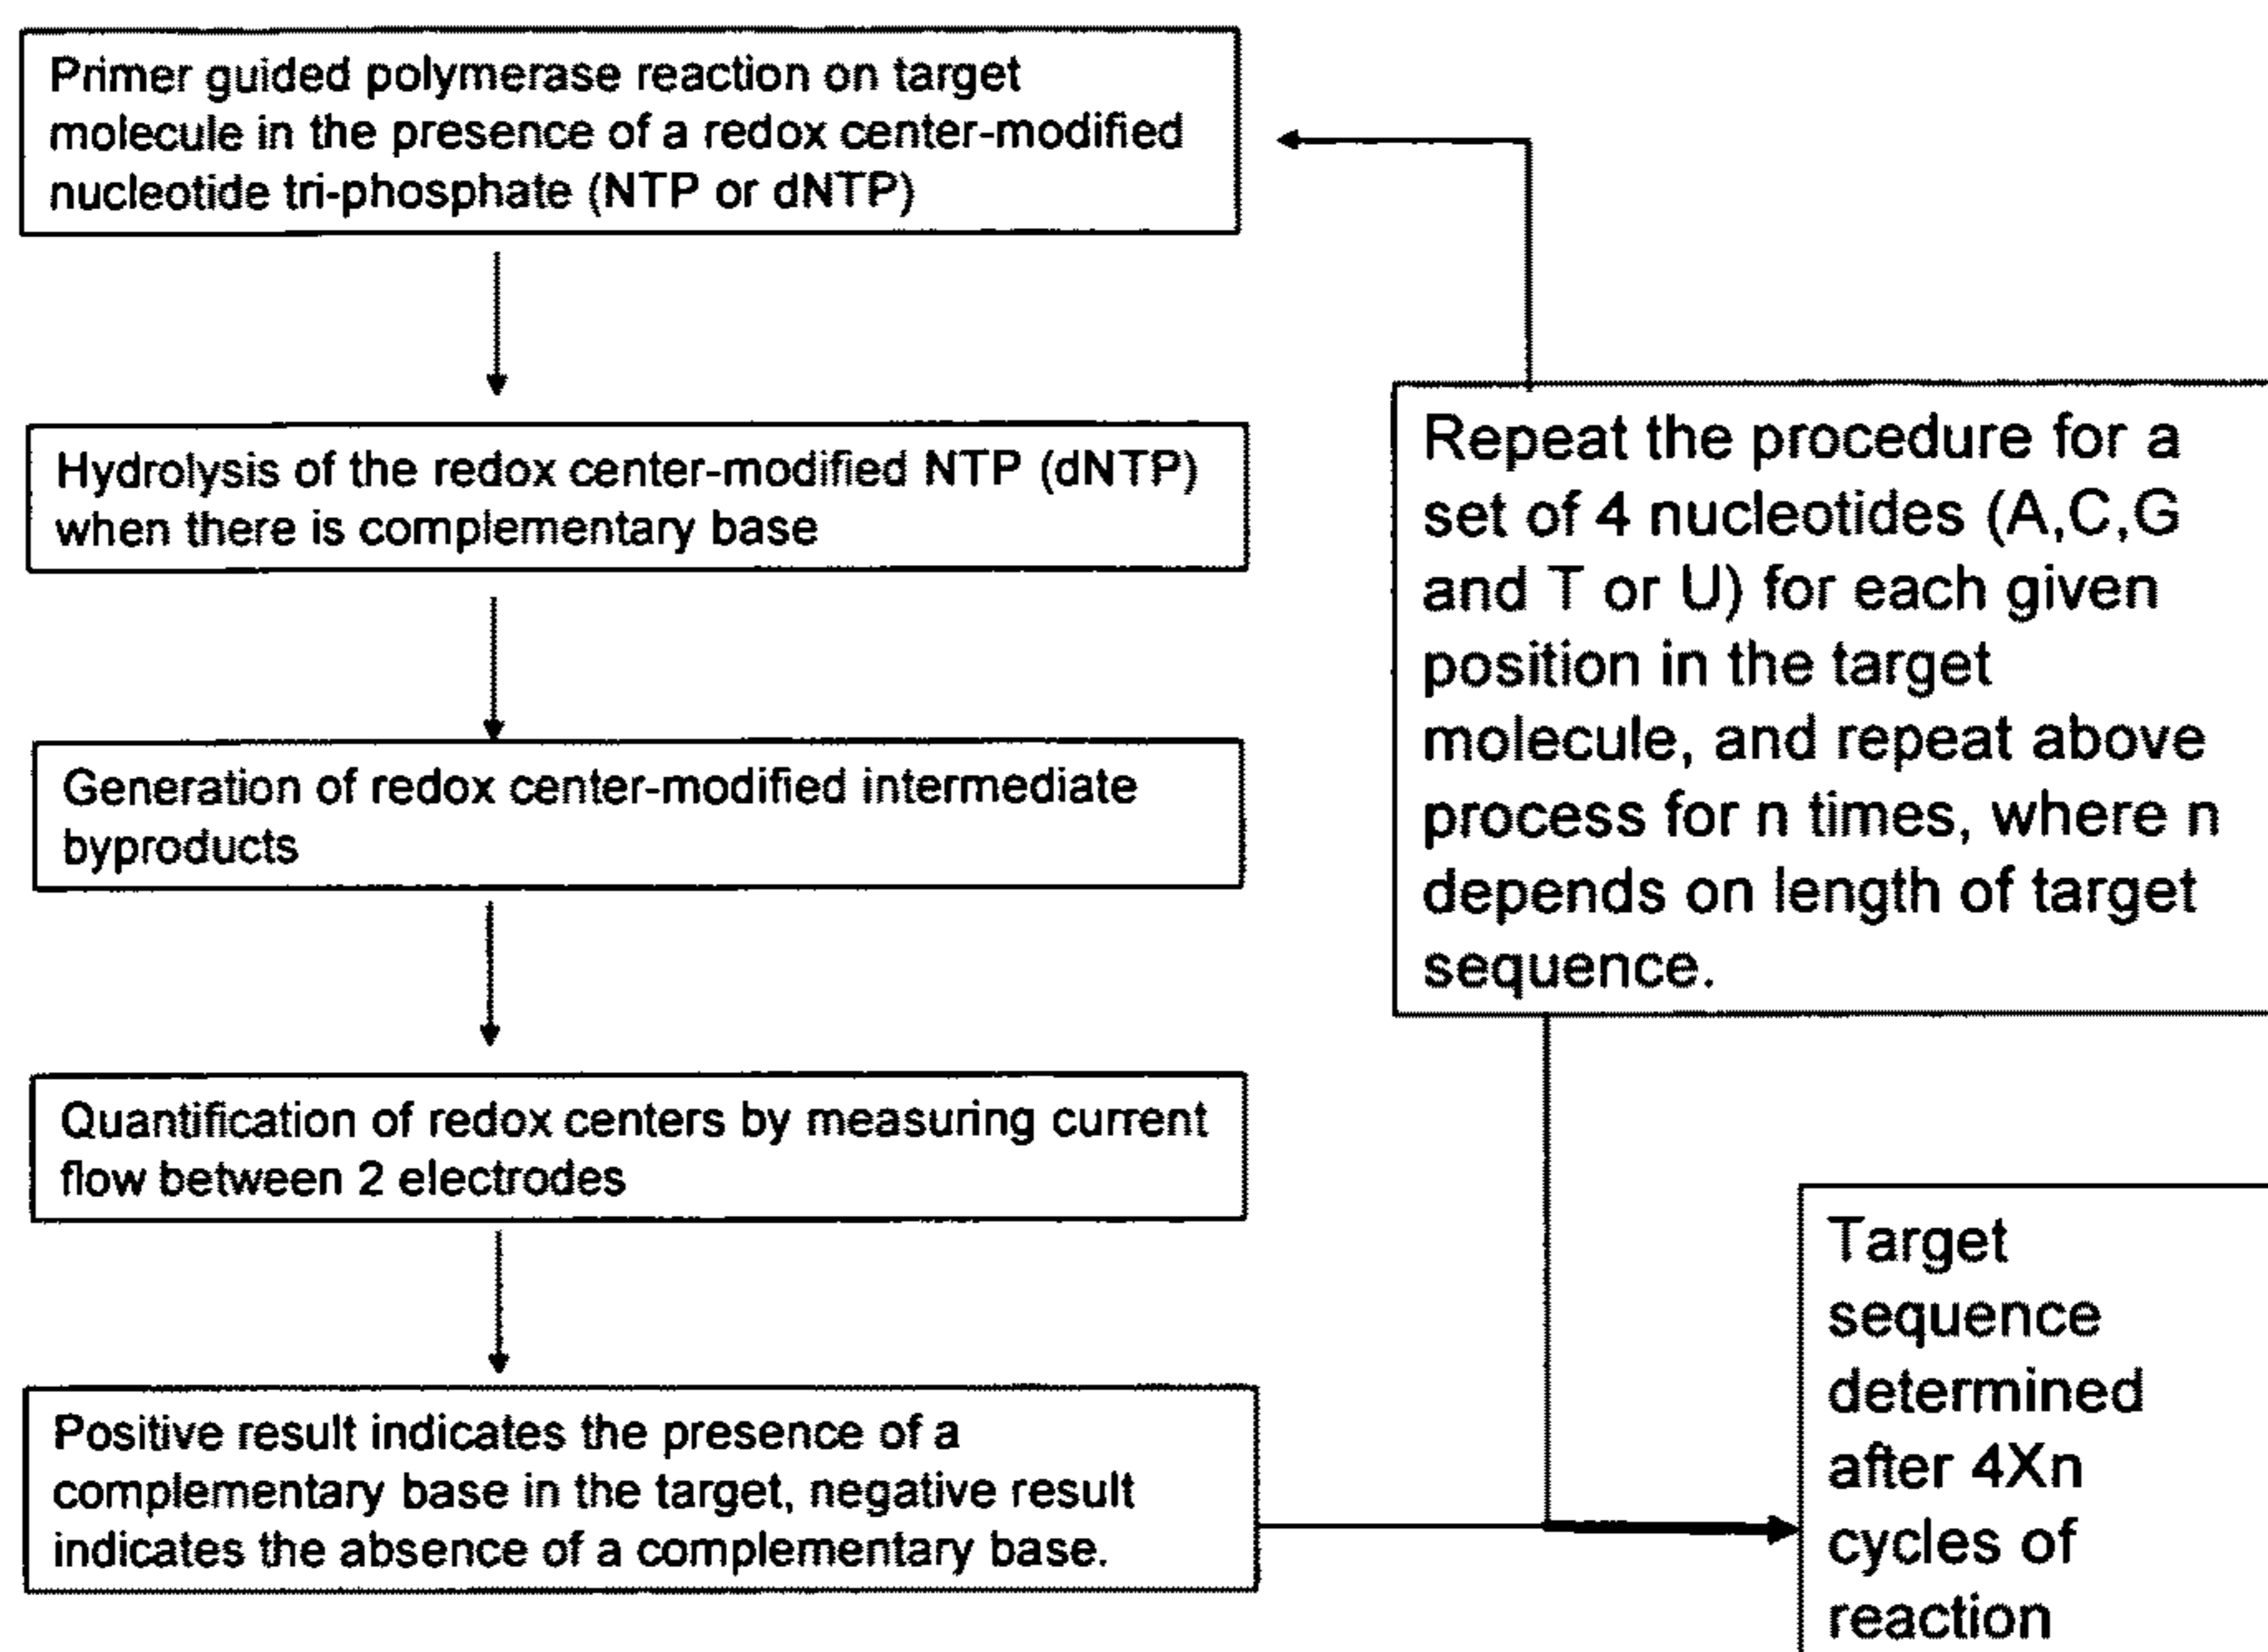 Primer guided polymerase reaction on target
molecule in the presence of a redox center-modified
nucleotide tri-phosphate (NTP or dNTP)
Hydrolysis of the redox center-modified NTP (dNTP)
when there is complementary base
Generation of redox center-modified intermediate
byproducts
Quantification of redox centers by measuring current
flow between 2 electrodes
Positive result indicates the presence of a
complementary base in the target, negative result
indicates the absence of a complementary base.
Repeat the procedure for a
set of 4 nucleotides (A,C,G
and T or U) for each given
position in the target
molecule, and repeat above
process for n times, where n
depends on length of target
sequence.
Target
sequence
determined
after 4Xn
cycles of
reaction